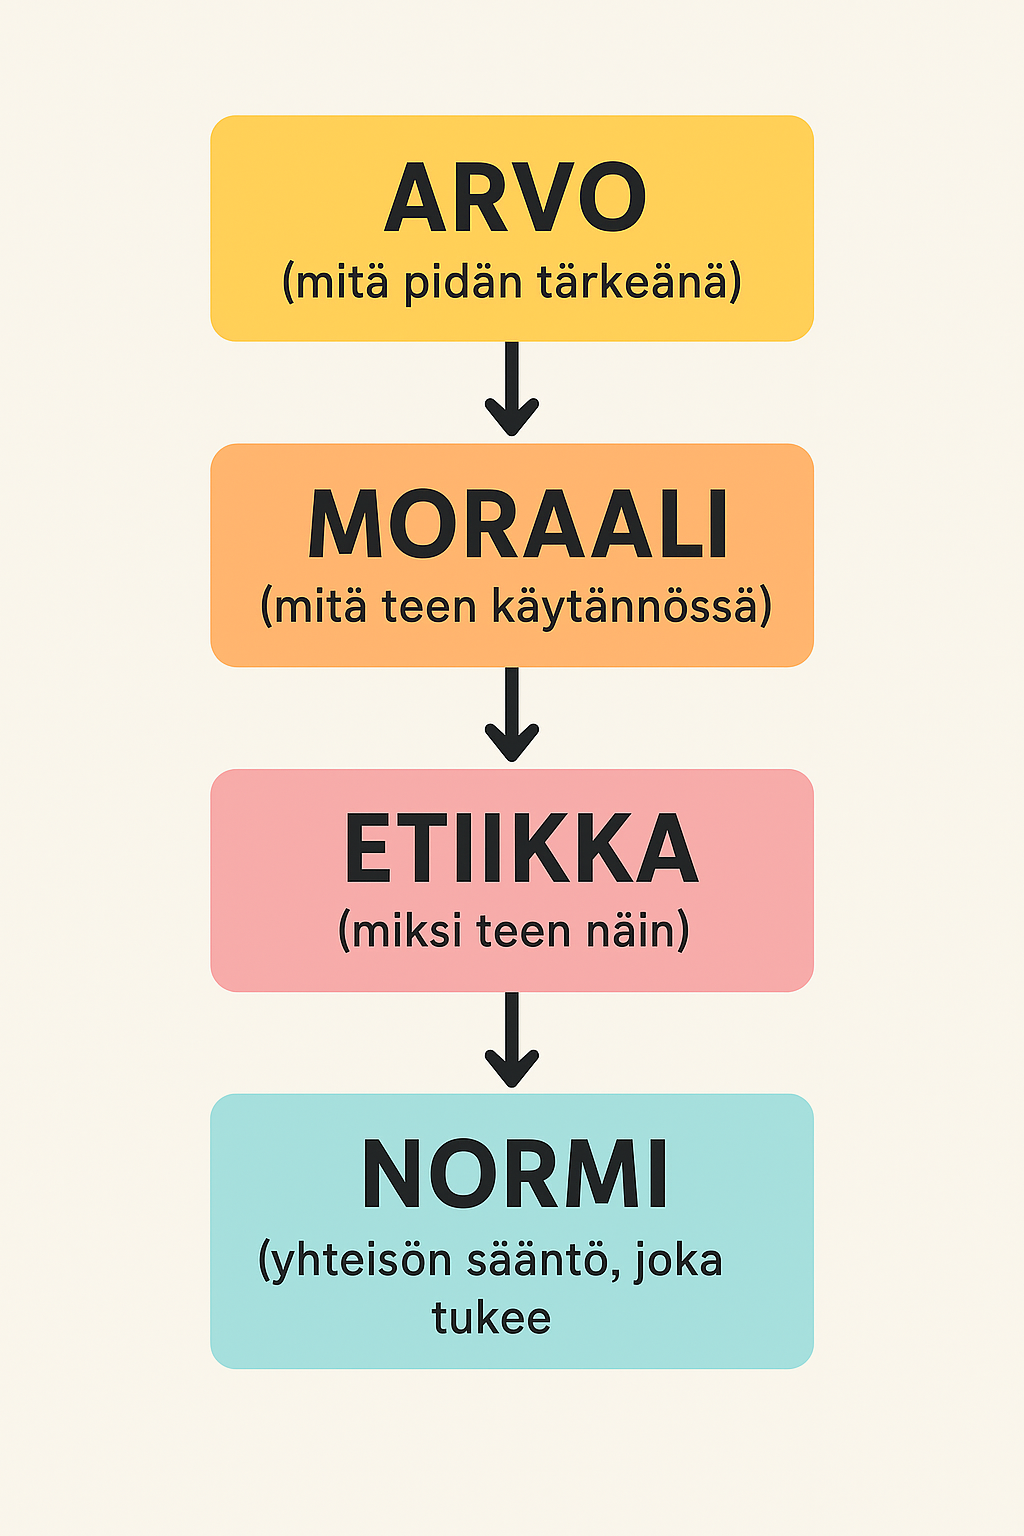 ARVO
(mitä pidän tärkeänä)
MORAALI
(mitä teen käytännössä)
ETIIKKA
(miksi teen näin)
NORMI
(yhteisön sääntö, joka
tukee